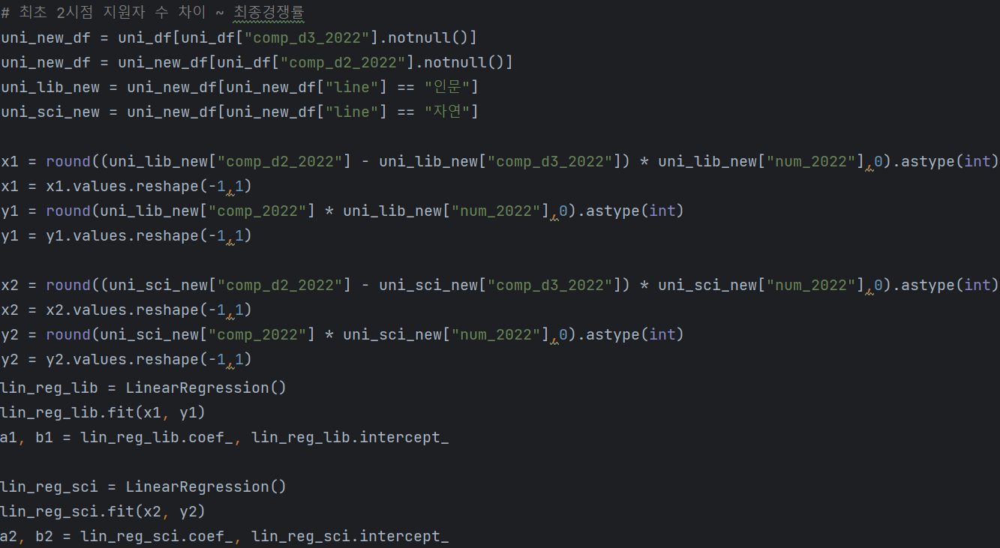 # 최초 2시점 지원자 수 차이 ~ 최종경쟁률
uni_new_df = uni_df[uni_df["comp_d3_2022"].notnull()]
uni_new_df = uni_new_df[uni_df["comp_d2_2022"].notnull()]
uni_lib_new = uni_new_df[uni_new_df["line"] == "인문"]
uni_sci_new = uni_new_df[uni_new_df["line"] == "자연"]
x1 = round((uni_lib_new["comp_d2_2022"] - uni_lib_new["comp_d3_2022"]) * uni_lib_new["num_2022"],0).astype(int)
x1 = x1.values.reshape(-1,1)
y1 = round(uni_lib_new["comp_2022"] * uni_lib_new["num_2022"],0).astype(int)
y1 = y1.values.reshape(-1,1)
x2 = round((uni_sci_new["comp_d2_2022"] - uni_sci_new["comp_d3_2022"]) * uni_sci_new["num_2022"],0).astype(int)
x2 = x2.values.reshape(-1,1)
y2 = round(uni_sci_new["comp_2022"] * uni_sci_new["num_2022"],0).astype(int)
y2 = y2.values.reshape(-1,1)
lin_reg_lib = LinearRegression()
lin_reg_lib.fit(x1, y1)
a1, b1 = lin_reg_lib.coef_, lin_reg_lib.intercept_
lin_reg_sci = LinearRegression()
lin_reg_sci.fit(x2, y2)
a2, b2 = lin_reg_sci.coef_, lin_reg_sci.intercept_